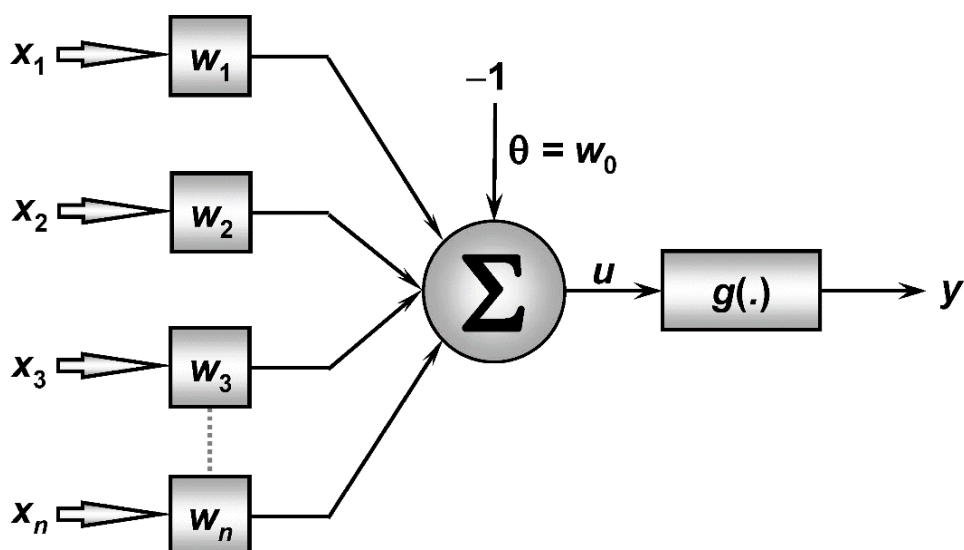 x₁ w₁
–1
θ = w₀
x₂ w₂
Σ u g(.) y
x₃ w₃
xₙ wₙ